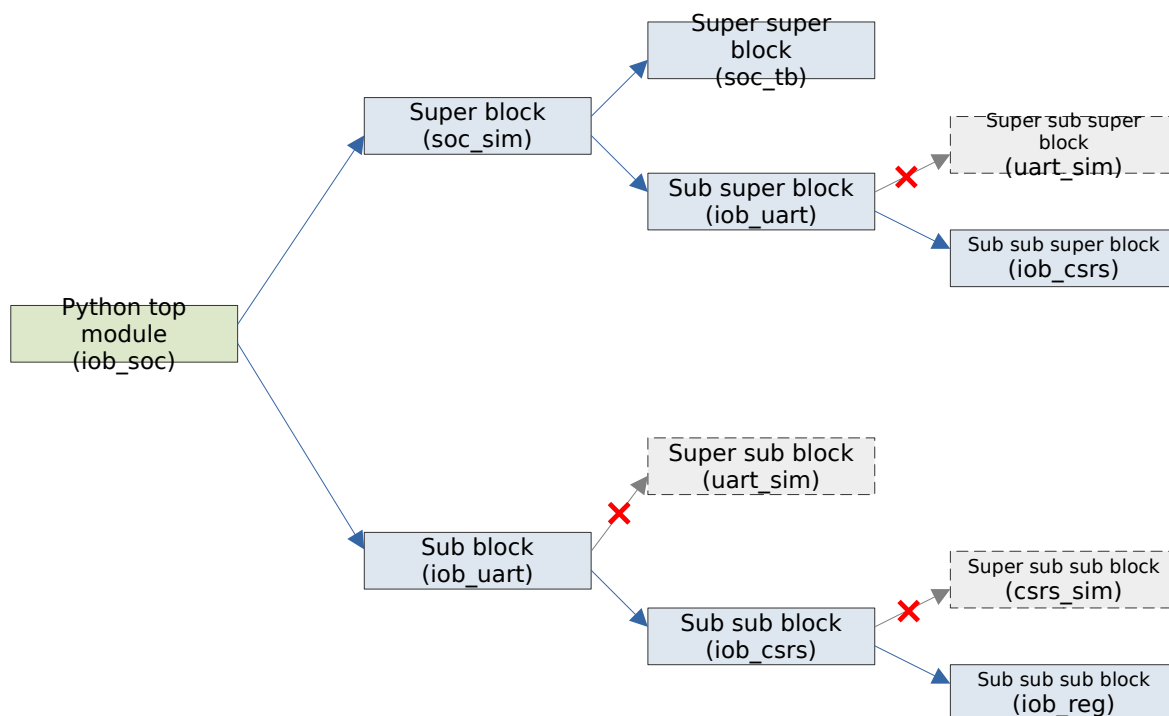 Super super
block
(soc_tb)
Super block
(soc_sim)
Super sub super
block
(uart_sim)
Sub super block
(iob_uart)
Sub sub super block
(iob_csrs)
Python top
module
(iob_soc)
Super sub block
(uart_sim)
Sub block
(iob_uart)
Super sub sub block
(csrs_sim)
Sub sub block
(iob_csrs)
Sub sub sub block
(iob_reg)